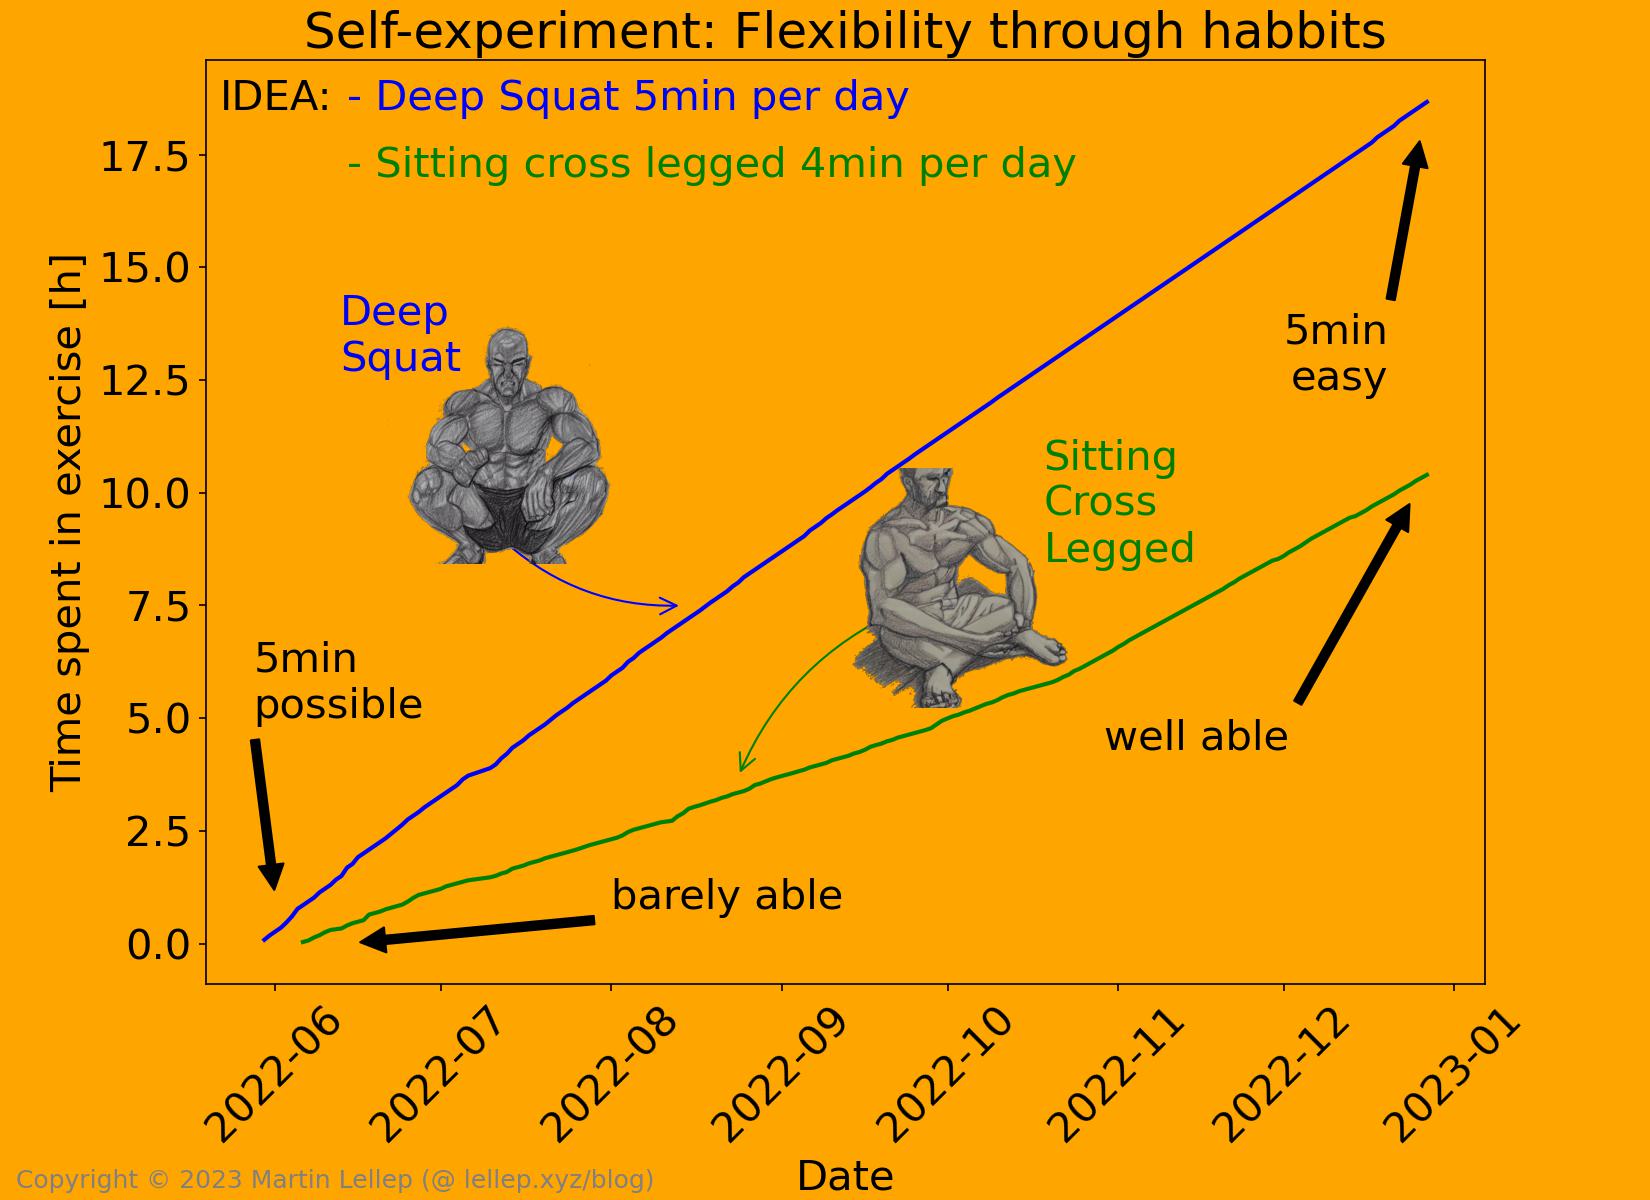 Self-experiment: Flexibility through habbits
IDEA: - Deep Squat 5min per day
- Sitting cross legged 4min per day
17.5
15.0
12.5
10.0
7.5
5.0
2.5
0.0
Time spent in exercise [h]
Deep
Squat
5min
easy
Sitting
Cross
Legged
5min
possible
well able
barely able
2022-06
2022-07
2022-08
2022-09
2022-10
2022-11
2022-12
2023-01
Date
Copyright © 2023 Martin Lellep (@ lellep.xyz/blog)